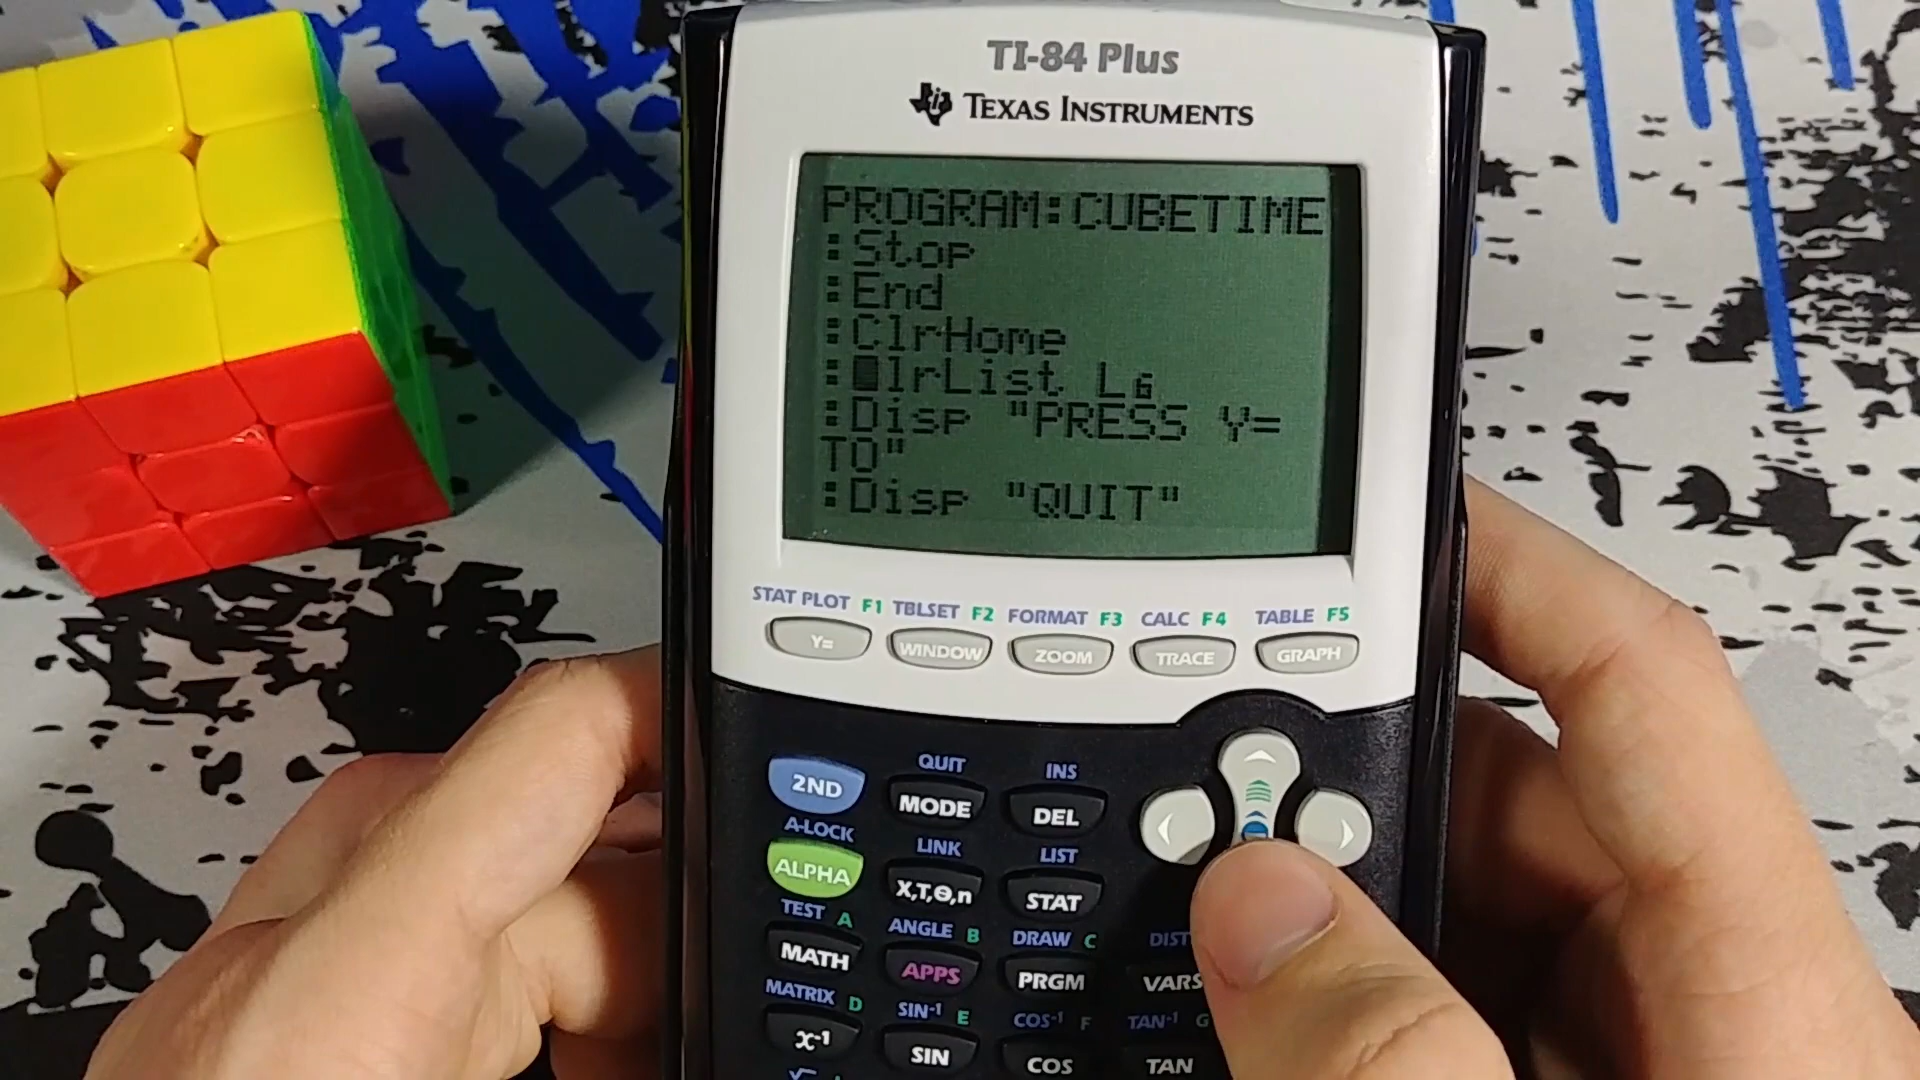 TI-84 Plus
TEXAS INSTRUMENTS
PROGRAM:CUBETIME
:Stop
:End
:ClrHome
:█lrList L₆
:Disp "PRESS Y=
TO"
:Disp "QUIT"
STAT PLOT F1 TBLSET F2 FORMAT F3 CALC F4 TABLE F5
Y= WINDOW ZOOM TRACE GRAPH
QUIT INS
2ND MODE DEL
A-LOCK LINK LIST
ALPHA X,T,Θ,n STAT
TEST A ANGLE B DRAW C DIST
MATH APPS PRGM VARS
MATRIX D SIN⁻¹ E COS⁻¹ F TAN⁻¹ G
x⁻¹ SIN COS TAN